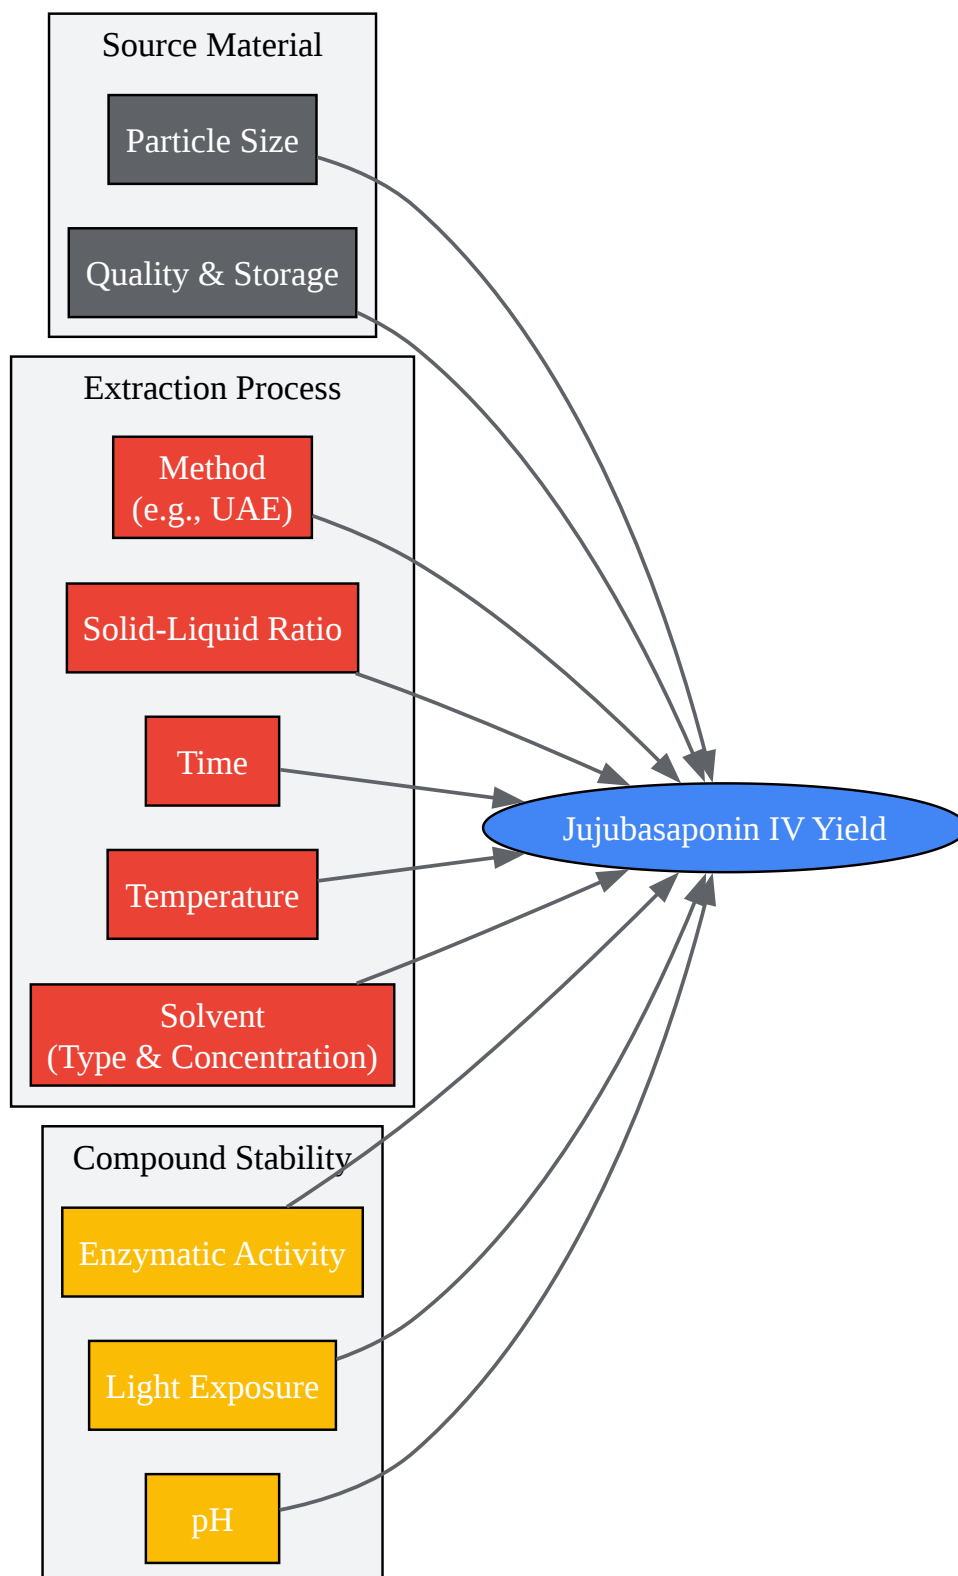 Source Material
Particle Size
Quality & Storage
Extraction Process
Method
(e.g., UAE)
Solid-Liquid Ratio
Time
Temperature
Solvent
(Type & Concentration)
Compound Stability
Enzymatic Activity
Light Exposure
pH
Jujubasaponin IV Yield